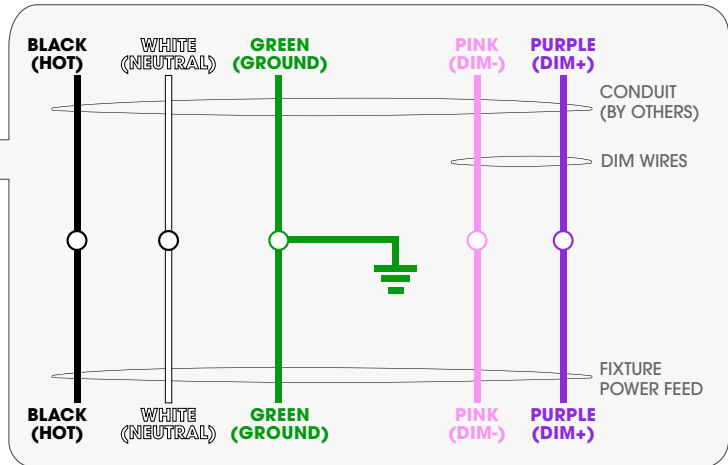 BLACK
(HOT)
WHITE
(NEUTRAL)
GREEN
(GROUND)
PINK
(DIM-)
PURPLE
(DIM+)
CONDUIT
(BY OTHERS)
DIM WIRES
FIXTURE
POWER FEED
BLACK
(HOT)
WHITE
(NEUTRAL)
GREEN
(GROUND)
PINK
(DIM-)
PURPLE
(DIM+)